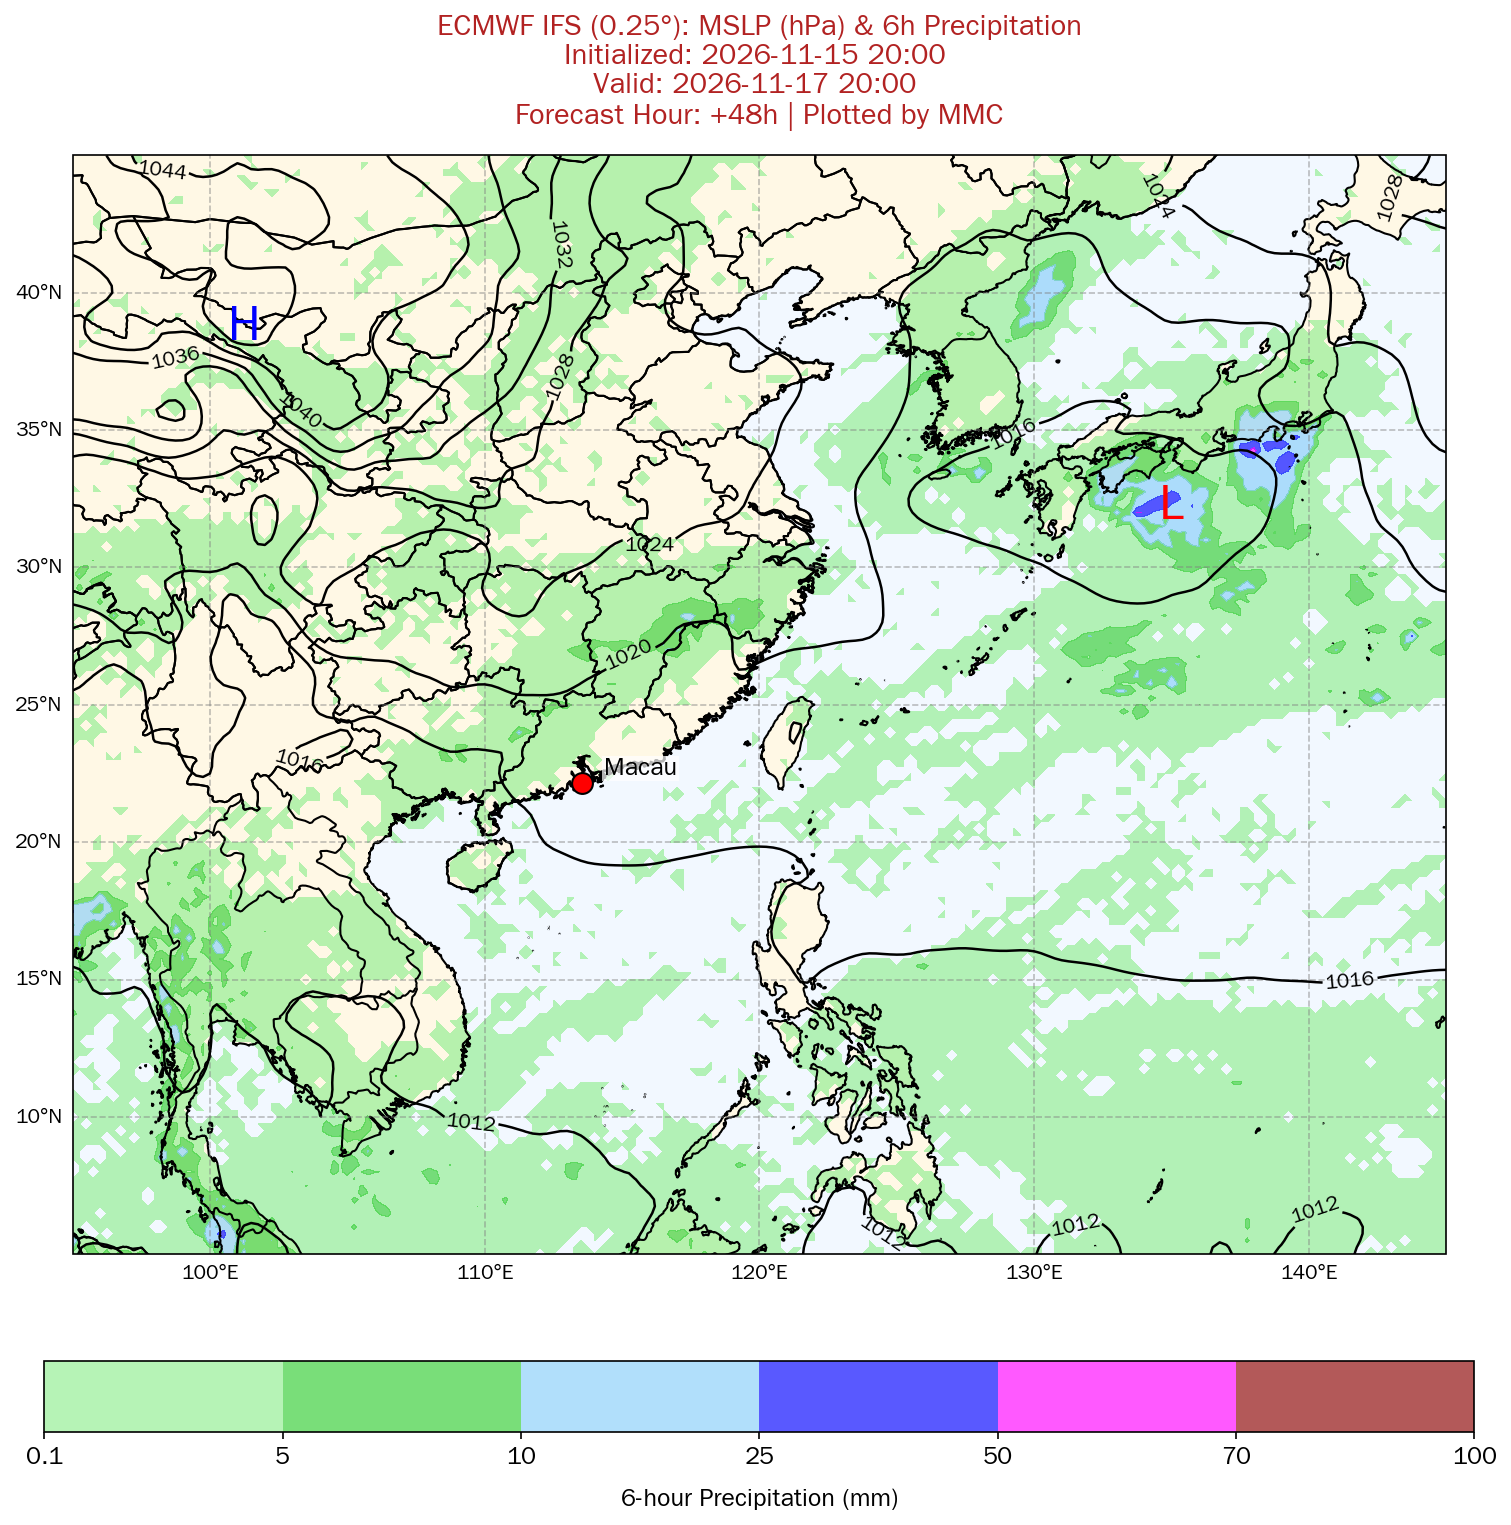 ECMWF IFS (0.25°): MSLP (hPa) & 6h Precipitation
Initialized: 2026-11-15 20:00
Valid: 2026-11-17 20:00
Forecast Hour: +48h | Plotted by MMC
1044
1024
1028
1032
40°N
H
1036
1028
1040
35°N
1016
L
1024
30°N
1020
25°N
1016
Macau
20°N
15°N
1016
10°N
1012
1012
1012
1012
100°E 110°E 120°E 130°E 140°E
0.1 5 10 25 50 70 100
6-hour Precipitation (mm)